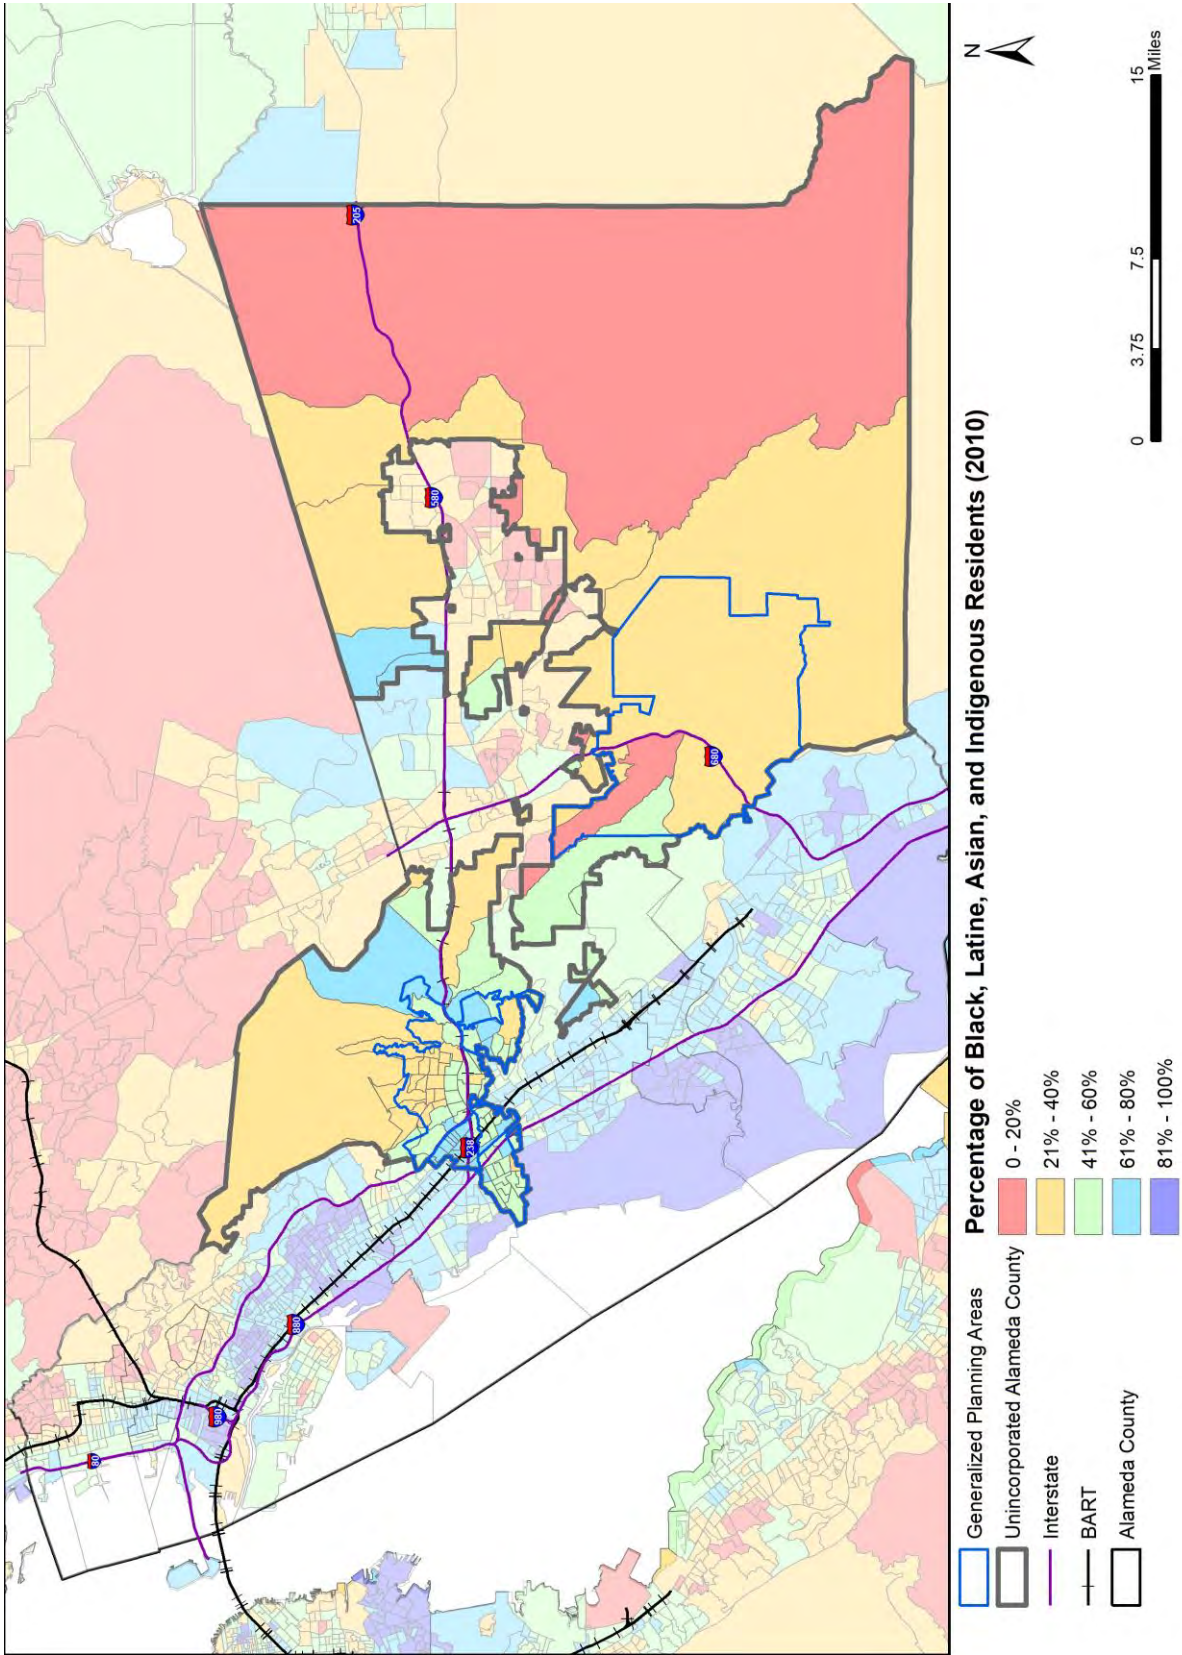 80
980
880
238
680
580
205
Generalized Planning Areas
Unincorporated Alameda County
Interstate
BART
Alameda County
Percentage of Black, Latine, Asian, and Indigenous Residents (2010)
0 - 20%
21% - 40%
41% - 60%
61% - 80%
81% - 100%
N
0 3.75 7.5 15
Miles